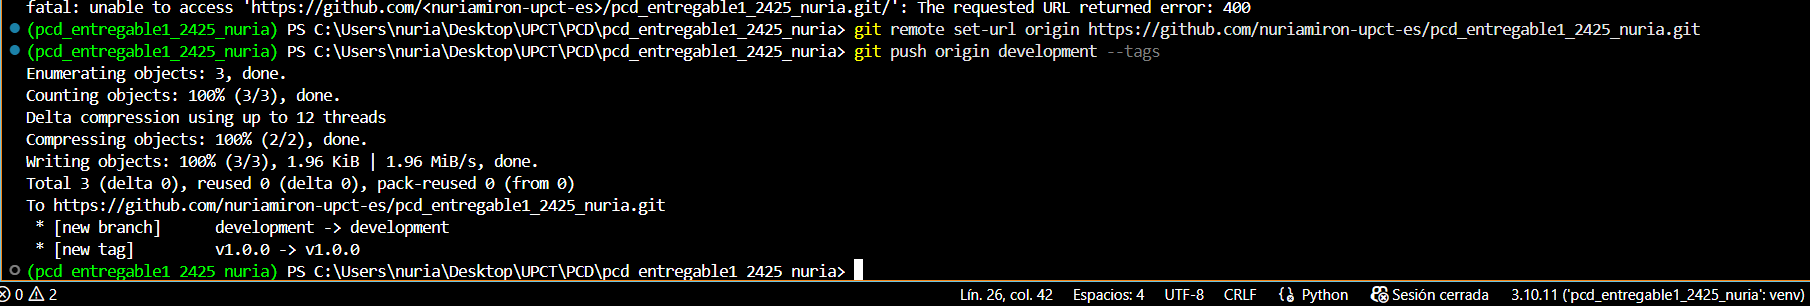 fatal: unable to access 'https://github.com/<nuriamiron-upct-es>/pcd_entregable1_2425_nuria.git/': The requested URL returned error: 400
(pcd_entregable1_2425_nuria) PS C:\Users\nuria\Desktop\UPCT\PCD\pcd_entregable1_2425_nuria> git remote set-url origin https://github.com/nuriamiron-upct-es/pcd_entregable1_2425_nuria.git
(pcd_entregable1_2425_nuria) PS C:\Users\nuria\Desktop\UPCT\PCD\pcd_entregable1_2425_nuria> git push origin development --tags
Enumerating objects: 3, done.
Counting objects: 100% (3/3), done.
Delta compression using up to 12 threads
Compressing objects: 100% (2/2), done.
Writing objects: 100% (3/3), 1.96 KiB | 1.96 MiB/s, done.
Total 3 (delta 0), reused 0 (delta 0), pack-reused 0 (from 0)
To https://github.com/nuriamiron-upct-es/pcd_entregable1_2425_nuria.git
 * [new branch]      development -> development
 * [new tag]         v1.0.0 -> v1.0.0
(pcd_entregable1_2425_nuria) PS C:\Users\nuria\Desktop\UPCT\PCD\pcd_entregable1_2425_nuria>
0 2 Lín. 26, col. 42 Espacios: 4 UTF-8 CRLF Python Sesión cerrada 3.10.11 ('pcd_entregable1_2425_nuria': venv)